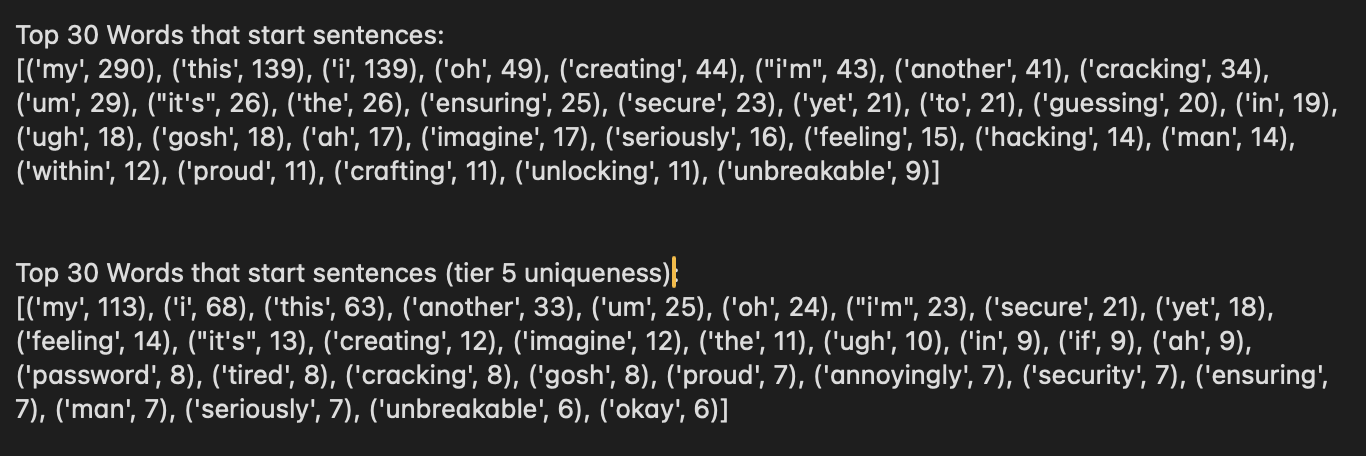 Top 30 Words that start sentences:
[('my', 290), ('this', 139), ('i', 139), ('oh', 49), ('creating', 44), ("i'm", 43), ('another', 41), ('cracking', 34),
('um', 29), ("it's", 26), ('the', 26), ('ensuring', 25), ('secure', 23), ('yet', 21), ('to', 21), ('guessing', 20), ('in', 19),
('ugh', 18), ('gosh', 18), ('ah', 17), ('imagine', 17), ('seriously', 16), ('feeling', 15), ('hacking', 14), ('man', 14),
('within', 12), ('proud', 11), ('crafting', 11), ('unlocking', 11), ('unbreakable', 9)]
Top 30 Words that start sentences (tier 5 uniqueness):
[('my', 113), ('i', 68), ('this', 63), ('another', 33), ('um', 25), ('oh', 24), ("i'm", 23), ('secure', 21), ('yet', 18),
('feeling', 14), ("it's", 13), ('creating', 12), ('imagine', 12), ('the', 11), ('ugh', 10), ('in', 9), ('if', 9), ('ah', 9),
('password', 8), ('tired', 8), ('cracking', 8), ('gosh', 8), ('proud', 7), ('annoyingly', 7), ('security', 7), ('ensuring',
7), ('man', 7), ('seriously', 7), ('unbreakable', 6), ('okay', 6)]